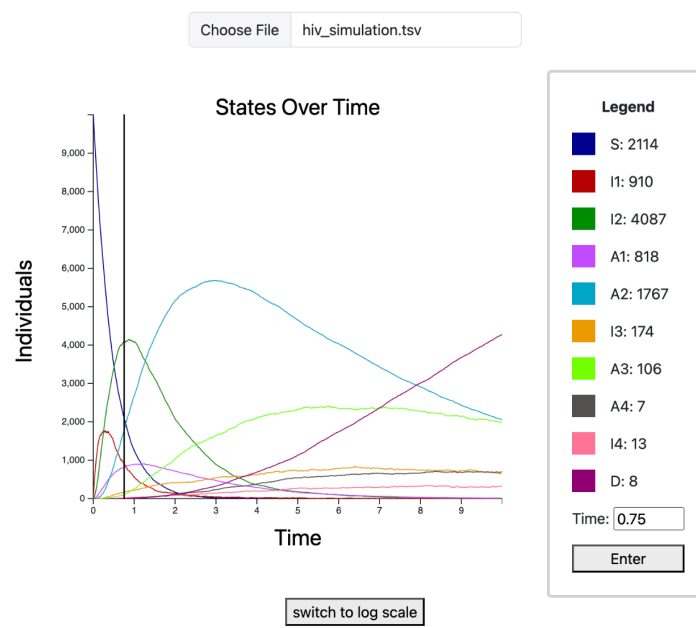 Choose File hiv_simulation.tsv
States Over Time
Individuals
9,000
8,000
7,000
6,000
5,000
4,000
3,000
2,000
1,000
0
0 1 2 3 4 5 6 7 8 9
Time
Legend
S: 2114
I1: 910
I2: 4087
A1: 818
A2: 1767
I3: 174
A3: 106
A4: 7
I4: 13
D: 8
Time: 0.75
Enter
switch to log scale